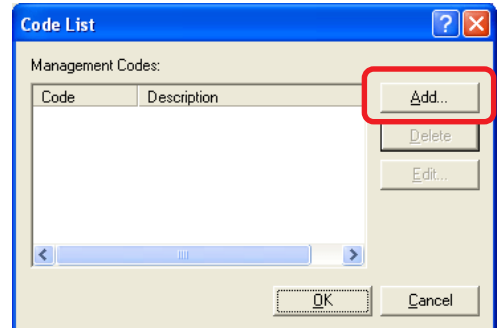 Code List
Management Codes:
Code Description
Add...
Delete
Edit...
OK Cancel